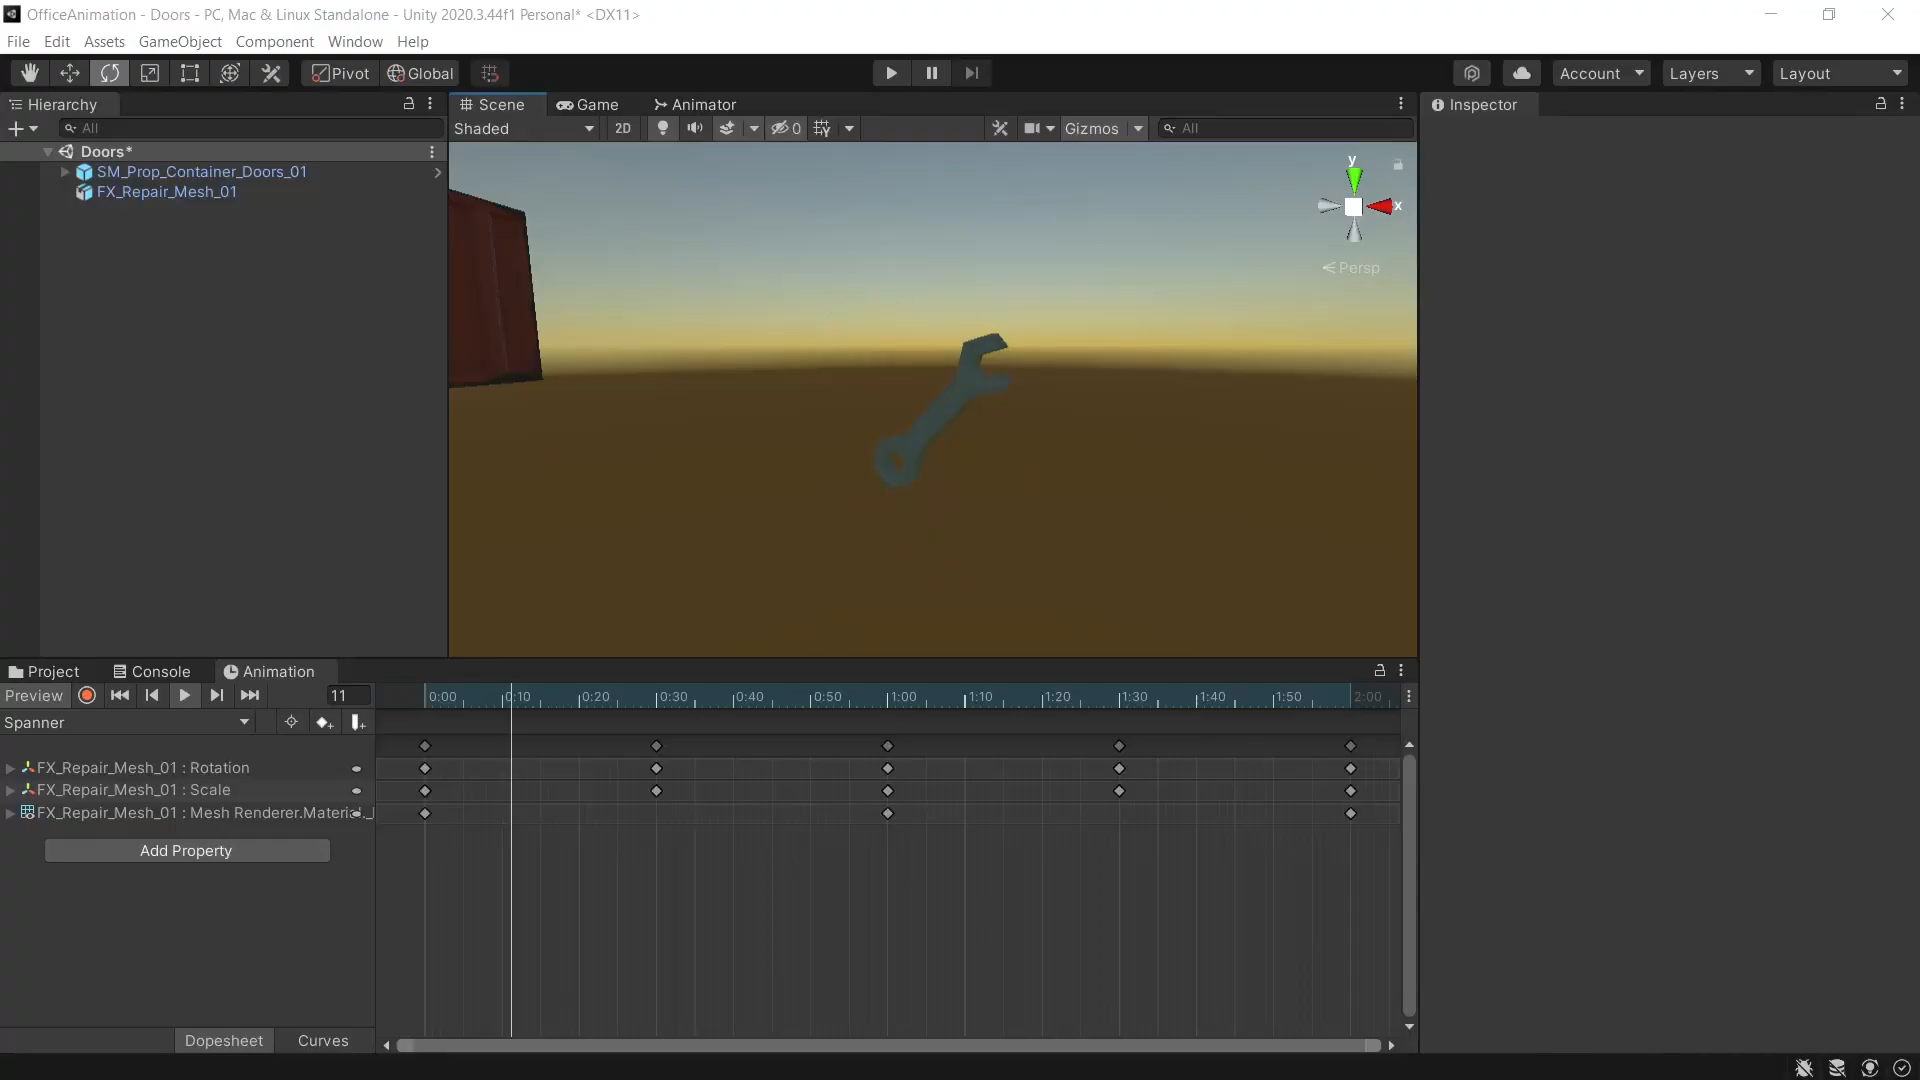 OfficeAnimation - Doors - PC, Mac & Linux Standalone - Unity 2020.3.44f1 Personal* <DX11>
File Edit Assets GameObject Component Window Help
Pivot Global Account Layers Layout
Hierarchy
All
Doors*
SM_Prop_Container_Doors_01
FX_Repair_Mesh_01
Scene Game Animator
Shaded 2D 0 Gizmos All
y
x
Persp
Inspector
Project Console Animation
Preview 11
0:00 0:10 0:20 0:30 0:40 0:50 1:00 1:10 1:20 1:30 1:40 1:50 2:00
Spanner
FX_Repair_Mesh_01 : Rotation
FX_Repair_Mesh_01 : Scale
FX_Repair_Mesh_01 : Mesh Renderer.Material._
Add Property
Dopesheet Curves